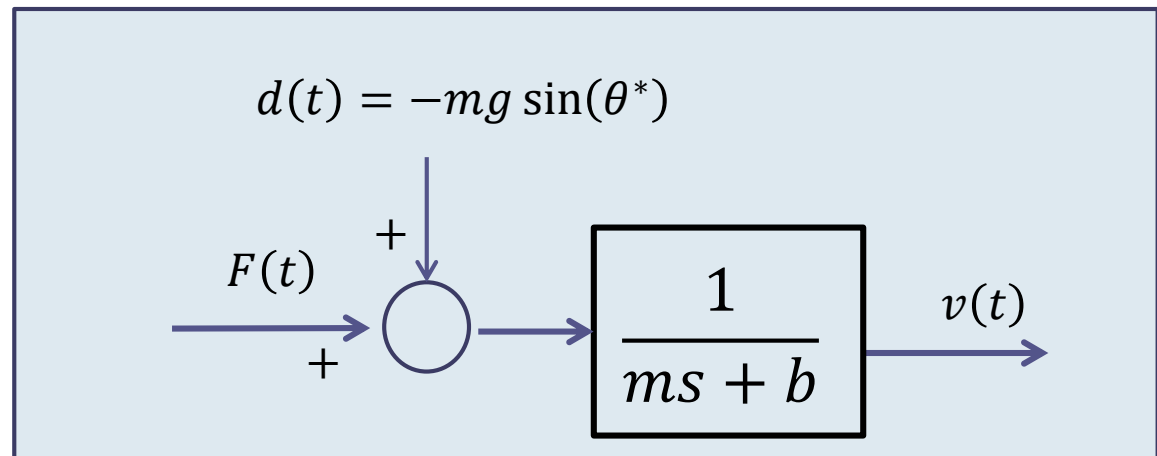 d(t) = −mg sin(θ*)
+
F(t)
+
1
ms + b
v(t)